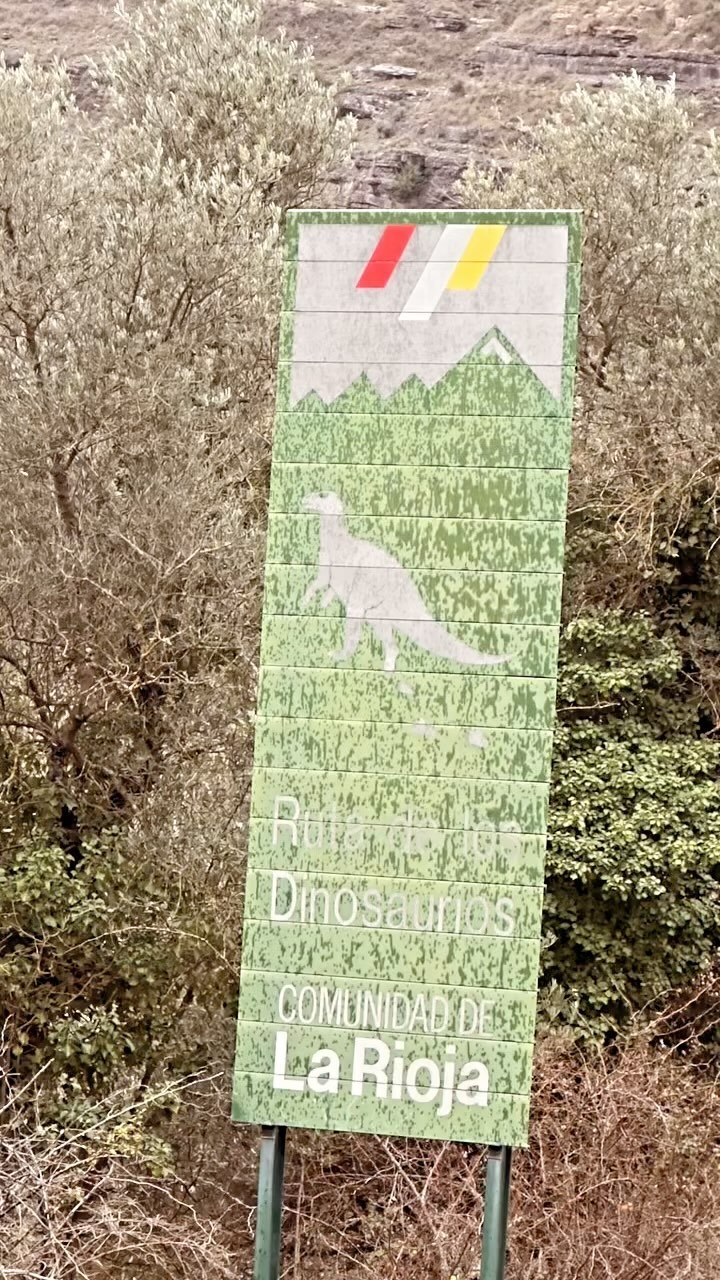 Ruta de los
Dinosaurios
COMUNIDAD DE
La Rioja